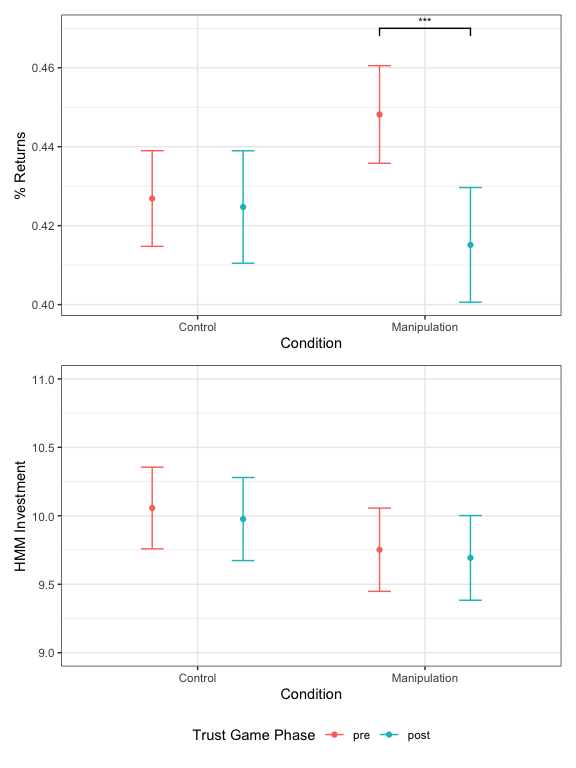 ***
% Returns
0.46
0.44
0.42
0.40
Control Manipulation
Condition
HMM Investment
11.0
10.5
10.0
9.5
9.0
Control Manipulation
Condition
Trust Game Phase pre post